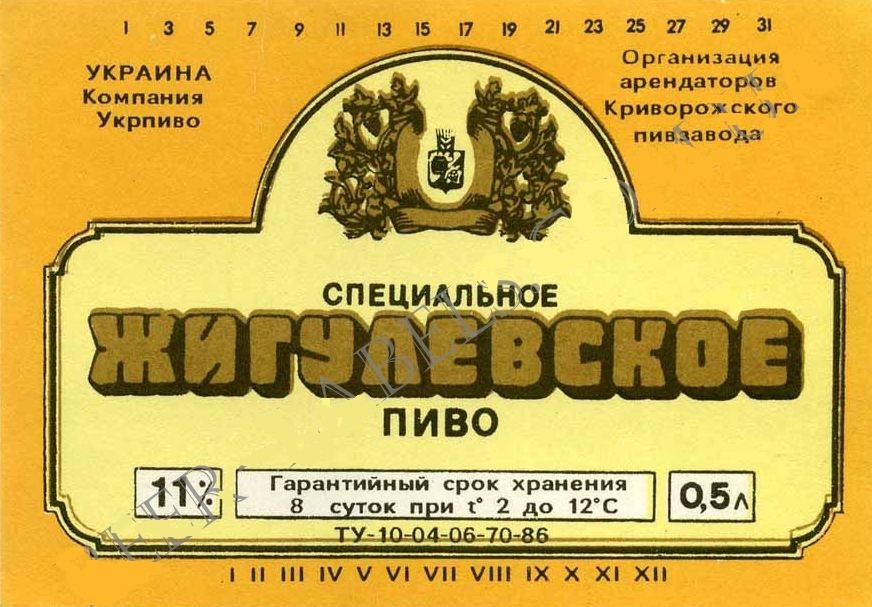 1 3 5 7 9 11 13 15 17 19 21 23 25 27 29 31
УКРАИНА
Компания
Укрпиво
Организация
арендаторов
Криворожского
пивзавода
СПЕЦИАЛЬНОЕ
ЖИГУЛЕВСКОЕ
ПИВО
11%
Гарантийный срок хранения
8 суток при t° 2 до 12°С
0,5л
ТУ-10-04-06-70-86
I II III IV V VI VII VIII IX X XI XII